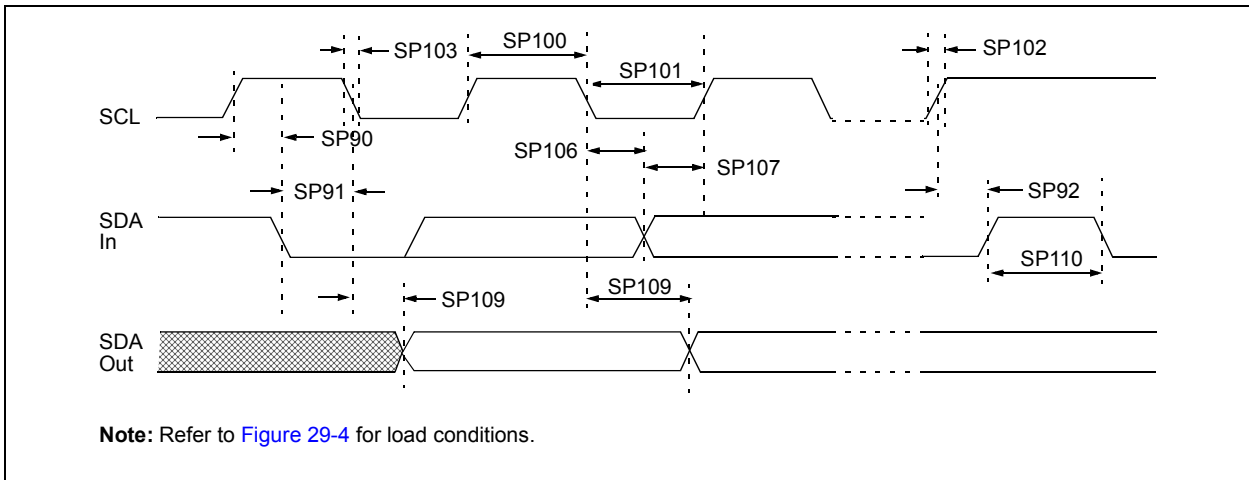 SP103
SP100
SP101
SP102
SCL
SP90
SP106
SP107
SP91
SP92
SDA
In
SP110
SP109
SP109
SDA
Out
Note: Refer to Figure 29-4 for load conditions.